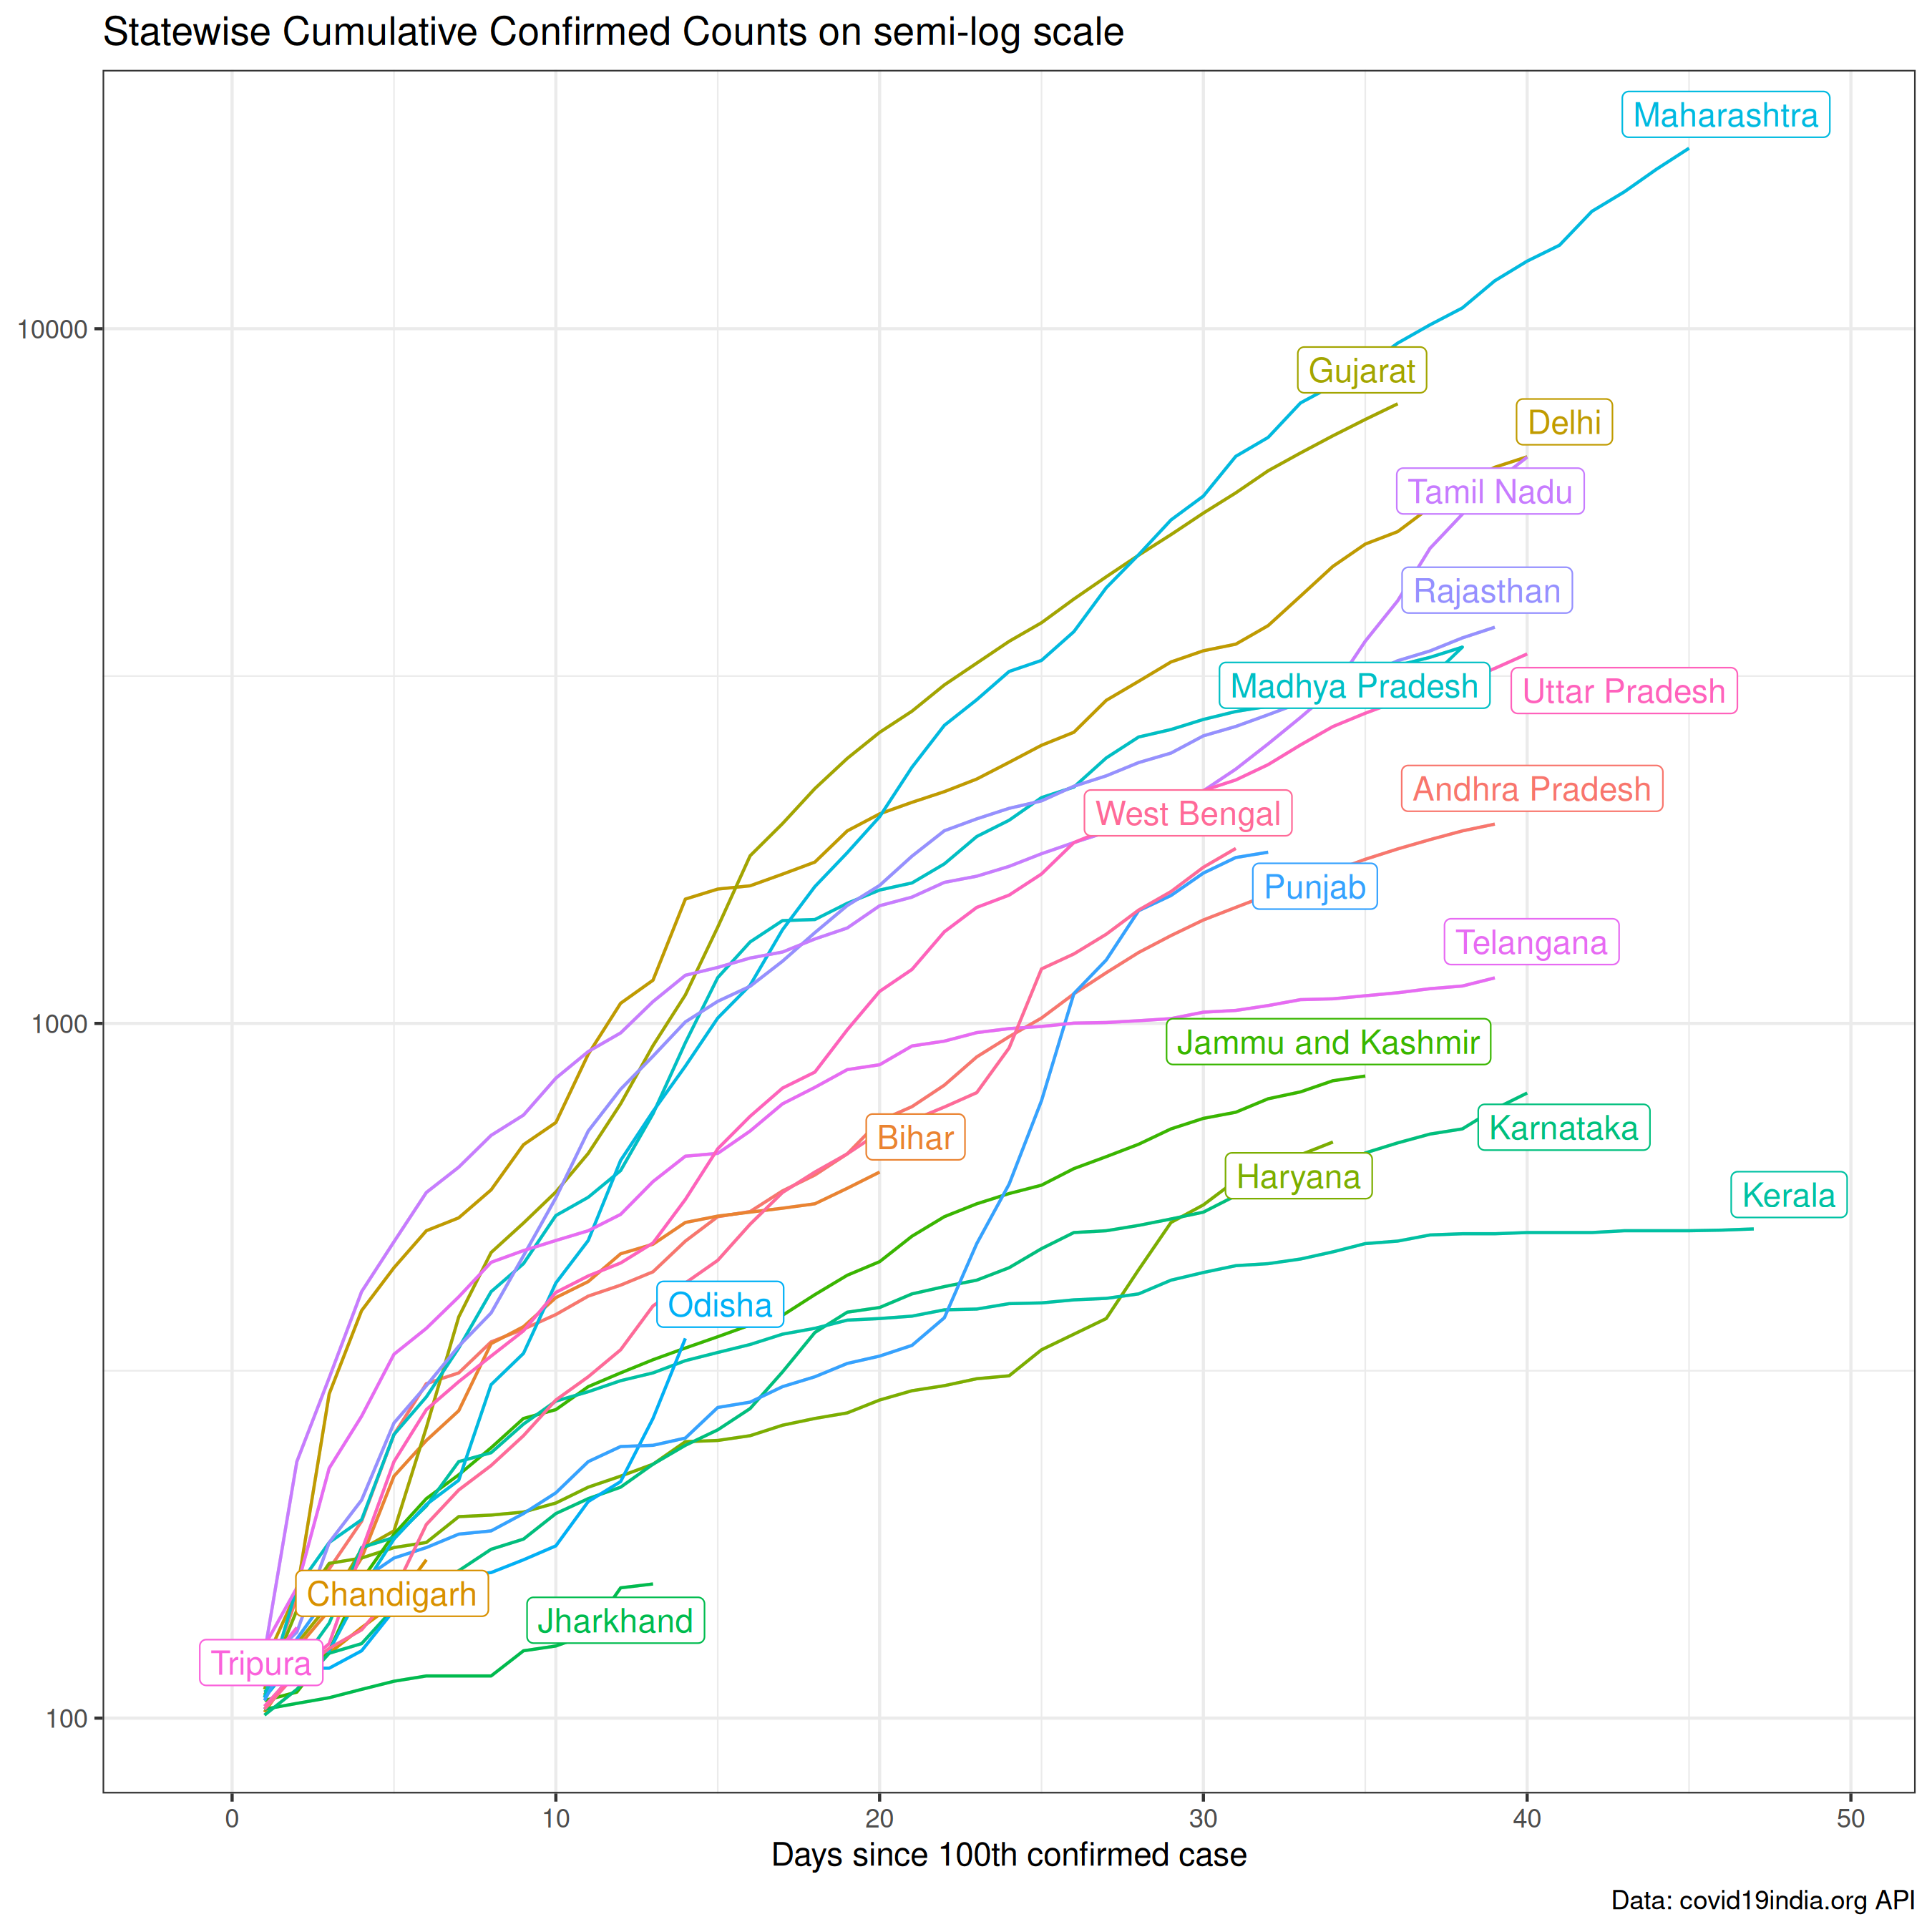 Statewise Cumulative Confirmed Counts on semi-log scale
Maharashtra
10000
Gujarat
Delhi
Tamil Nadu
Rajasthan
Madhya Pradesh
Uttar Pradesh
Andhra Pradesh
West Bengal
Punjab
Telangana
1000
Jammu and Kashmir
Karnataka
Bihar
Haryana
Kerala
Odisha
Chandigarh
Jharkhand
Tripura
100
0 10 20 30 40 50
Days since 100th confirmed case
Data: covid19india.org API